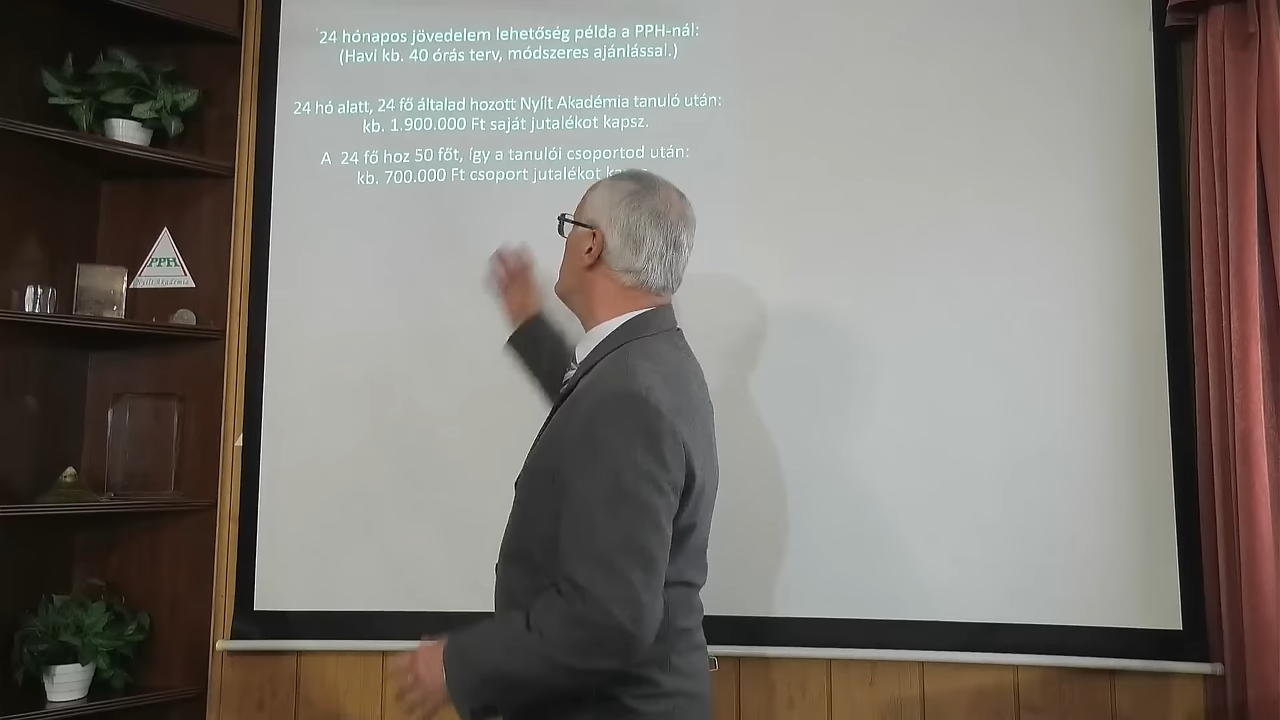 24 hónapos jövedelem lehetőség példa a PPH-nál:
(Havi kb. 40 órás terv, módszeres ajánlással.)
24 hó alatt, 24 fő általad hozott Nyílt Akadémia tanuló után:
kb. 1.900.000 Ft saját jutalékot kapsz.
A 24 fő hoz 50 főt, így a tanulói csoportod után:
kb. 700.000 Ft csoport jutalékot
PPH
Nyílt Akadémia